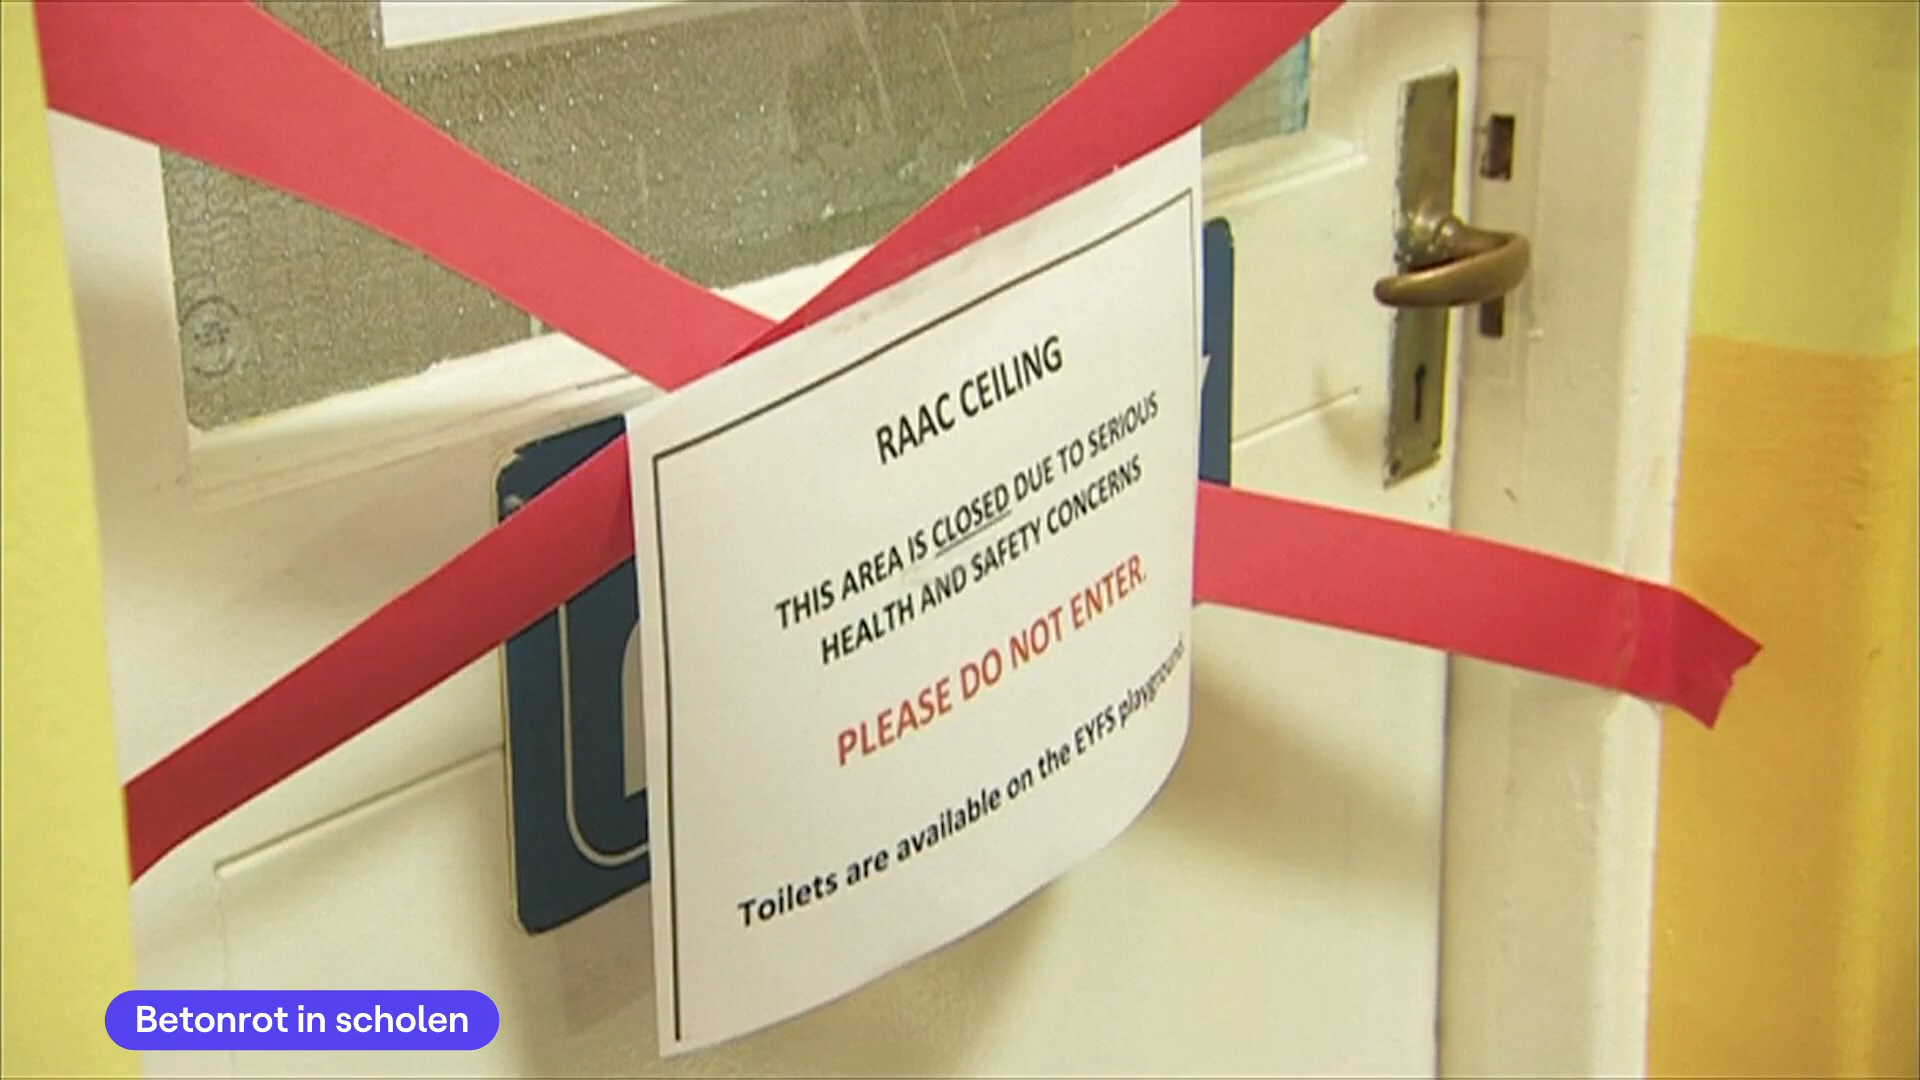 RAAC CEILING
THIS AREA IS CLOSED DUE TO SERIOUS
HEALTH AND SAFETY CONCERNS
PLEASE DO NOT ENTER.
Toilets are available on the EYFS playground.
Betonrot in scholen